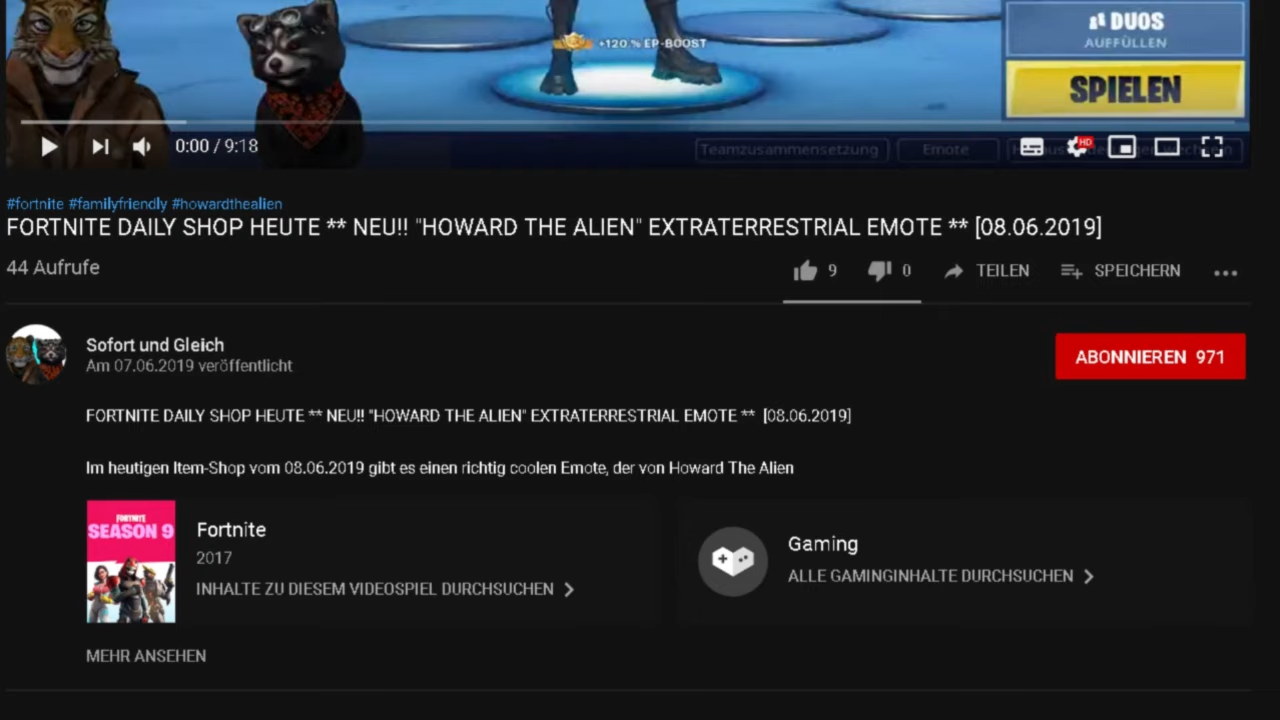 DUOS
AUFFÜLLEN
+120 % EP-BOOST
SPIELEN
0:00 / 9:18
Teamzusammensetzung
Emote
HD
#fortnite #familyfriendly #howardthealien
FORTNITE DAILY SHOP HEUTE ** NEU!! "HOWARD THE ALIEN" EXTRATERRESTRIAL EMOTE ** [08.06.2019]
44 Aufrufe
9
0
TEILEN
SPEICHERN
Sofort und Gleich
Am 07.06.2019 veröffentlicht
ABONNIEREN 971
FORTNITE DAILY SHOP HEUTE ** NEU!! "HOWARD THE ALIEN" EXTRATERRESTRIAL EMOTE ** [08.06.2019]
Im heutigen Item-Shop vom 08.06.2019 gibt es einen richtig coolen Emote, der von Howard The Alien
FORTNITE
SEASON 9
Fortnite
2017
INHALTE ZU DIESEM VIDEOSPIEL DURCHSUCHEN
Gaming
ALLE GAMINGINHALTE DURCHSUCHEN
MEHR ANSEHEN